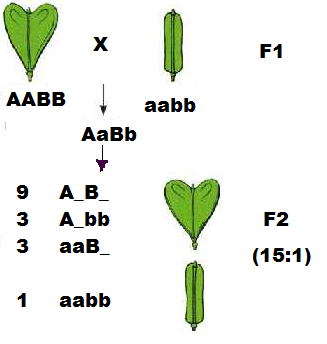 X
F1
AABB
aabb
AaBb
9 A_B_
3 A_bb
3 aaB_
F2
(15:1)
1 aabb